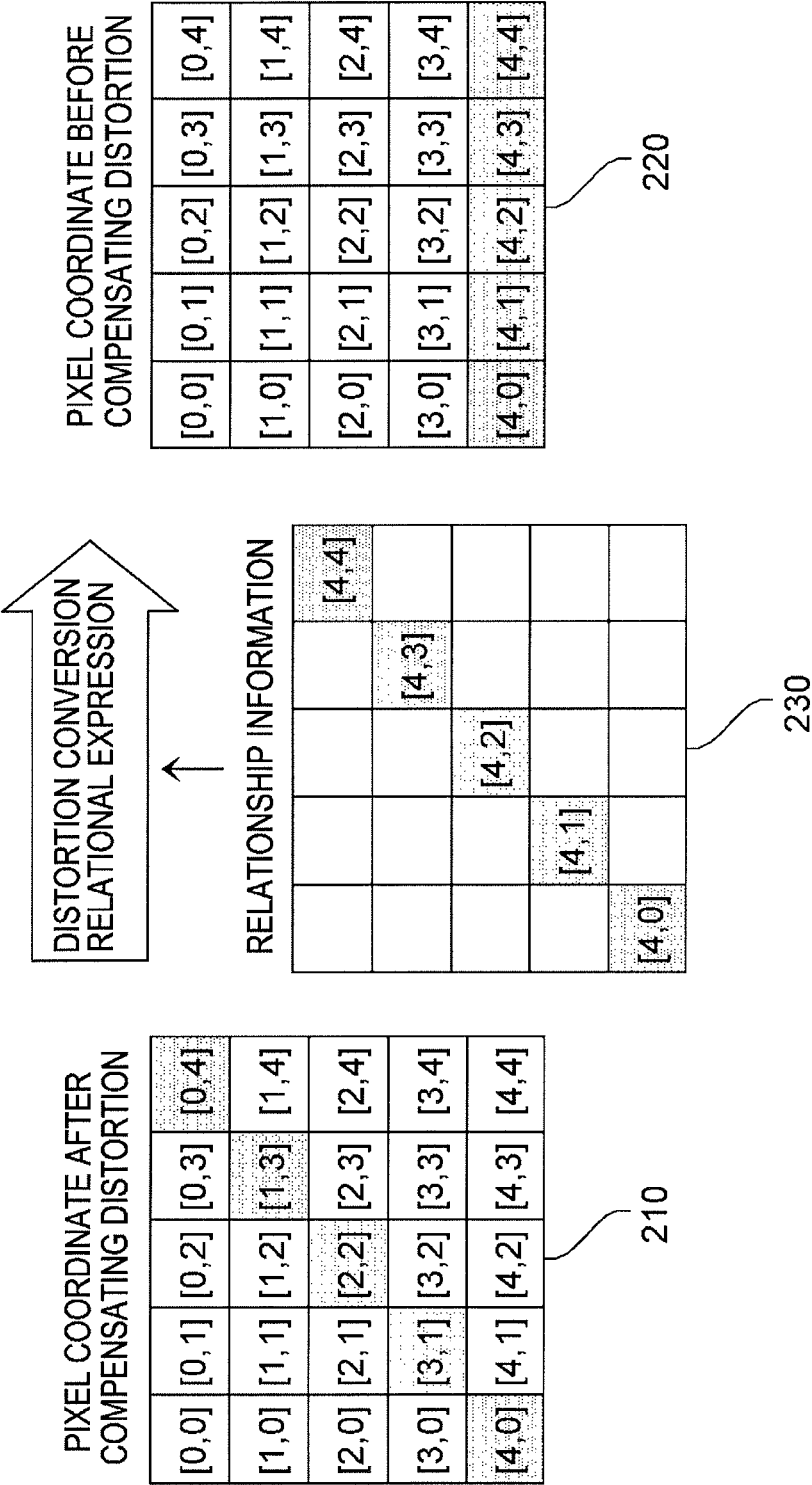 PIXEL COORDINATE AFTER
COMPENSATING DISTORTION
[0,0] [0,1] [0,2] [0,3] [0,4]
[1,0] [1,1] [1,2] [1,3] [1,4]
[2,0] [2,1] [2,2] [2,3] [2,4]
[3,0] [3,1] [3,2] [3,3] [3,4]
[4,0] [4,1] [4,2] [4,3] [4,4]
210
DISTORTION CONVERSION
RELATIONAL EXPRESSION
RELATIONSHIP INFORMATION
[4,4]
[4,3]
[4,2]
[4,1]
[4,0]
230
PIXEL COORDINATE BEFORE
COMPENSATING DISTORTION
[0,0] [0,1] [0,2] [0,3] [0,4]
[1,0] [1,1] [1,2] [1,3] [1,4]
[2,0] [2,1] [2,2] [2,3] [2,4]
[3,0] [3,1] [3,2] [3,3] [3,4]
[4,0] [4,1] [4,2] [4,3] [4,4]
220